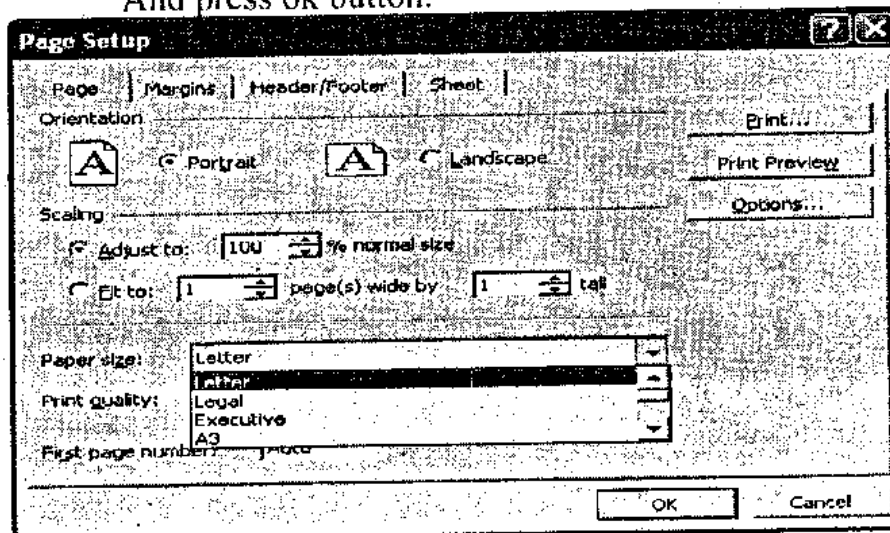 And press ok button.
Page Setup
Page Margins Header/Footer Sheet
Orientation
A Portrait A Landscape
Print...
Print Preview
Options...
Scaling
Adjust to: 100 % normal size
Fit to: 1 page(s) wide by 1 tall
Paper size: Letter
Letter
Print quality: Legal
Executive
A3
First page number: Auto
OK Cancel